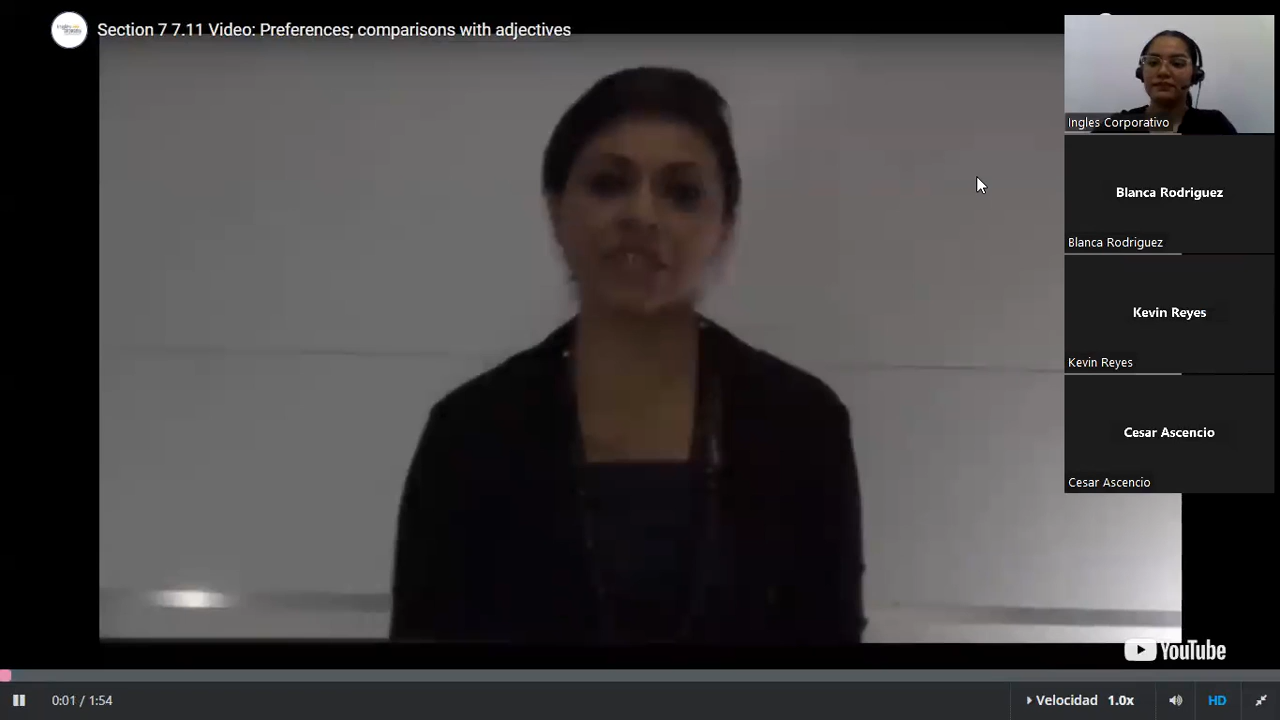 Section 7 7.11 Video: Preferences; comparisons with adjectives
Ingles Corporativo
Blanca Rodriguez
Blanca Rodriguez
Kevin Reyes
Kevin Reyes
Cesar Ascencio
Cesar Ascencio
YouTube
0:01 / 1:54
Velocidad 1.0x
HD